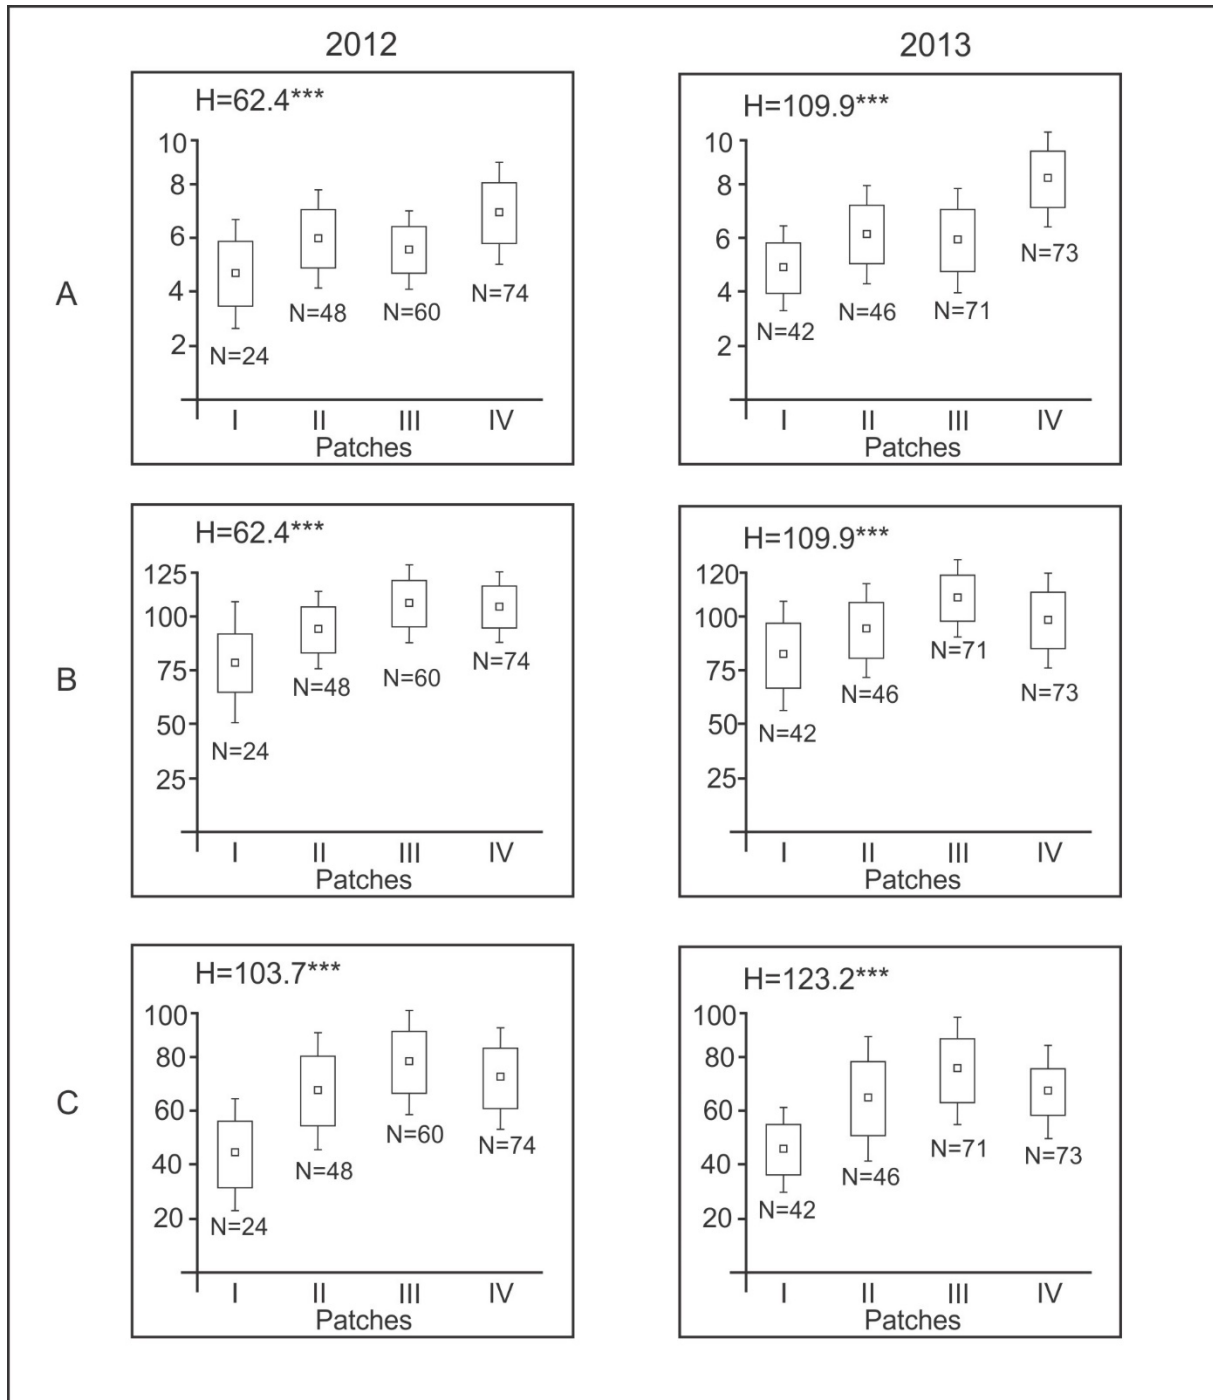 2012 2013
H=62.4***
10
8
6
4
2
N=24 N=48 N=60 N=74
I II III IV
Patches
H=109.9***
10
8
6
4
2
N=42 N=46 N=71 N=73
I II III IV
Patches
A
H=62.4***
125
100
75
50
25
N=24 N=48 N=60 N=74
I II III IV
Patches
H=109.9***
120
100
75
50
25
N=42 N=46 N=71 N=73
I II III IV
Patches
B
H=103.7***
100
80
60
40
20
N=24 N=48 N=60 N=74
I II III IV
Patches
H=123.2***
100
80
60
40
20
N=42 N=46 N=71 N=73
I II III IV
Patches
C